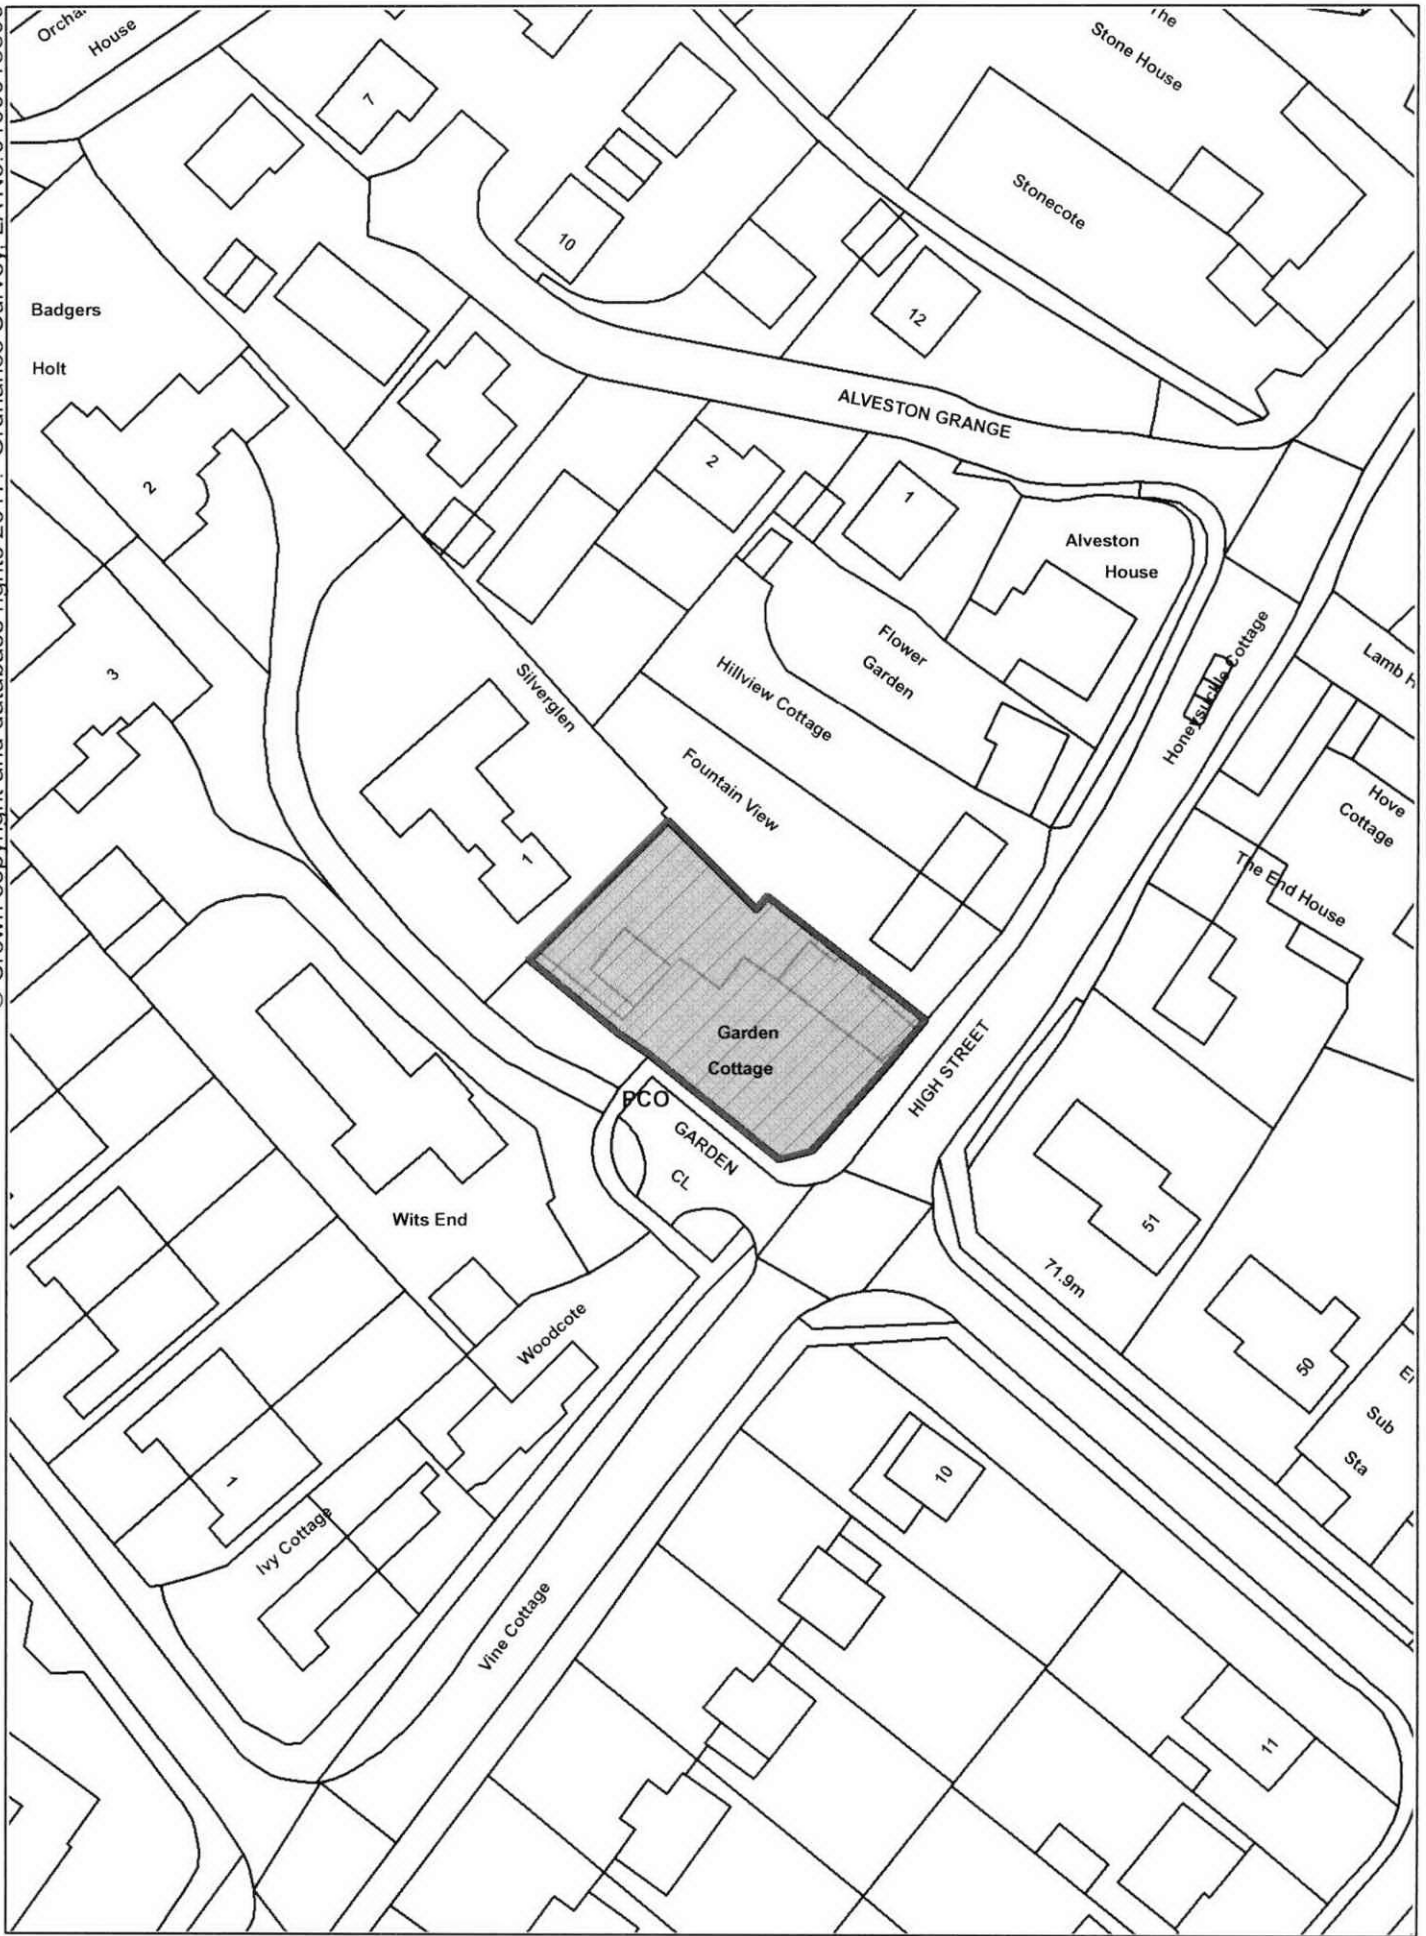 House
7
The
Stone House
Stonecote
10
12
Badgers
Holt
2
ALVESTON GRANGE
2
1
Alveston
House
3
Flower
Garden
Honeysuckle Cottage
Silverglen
Hillview Cottage
Fountain View
Hove
Cottage
1
The End House
Garden
Cottage
HIGH STREET
PCO
GARDEN
CL
Wits End
51
71.9m
Woodcote
50
Sub
Sta
10
1
Ivy Cottage
Vine Cottage
11